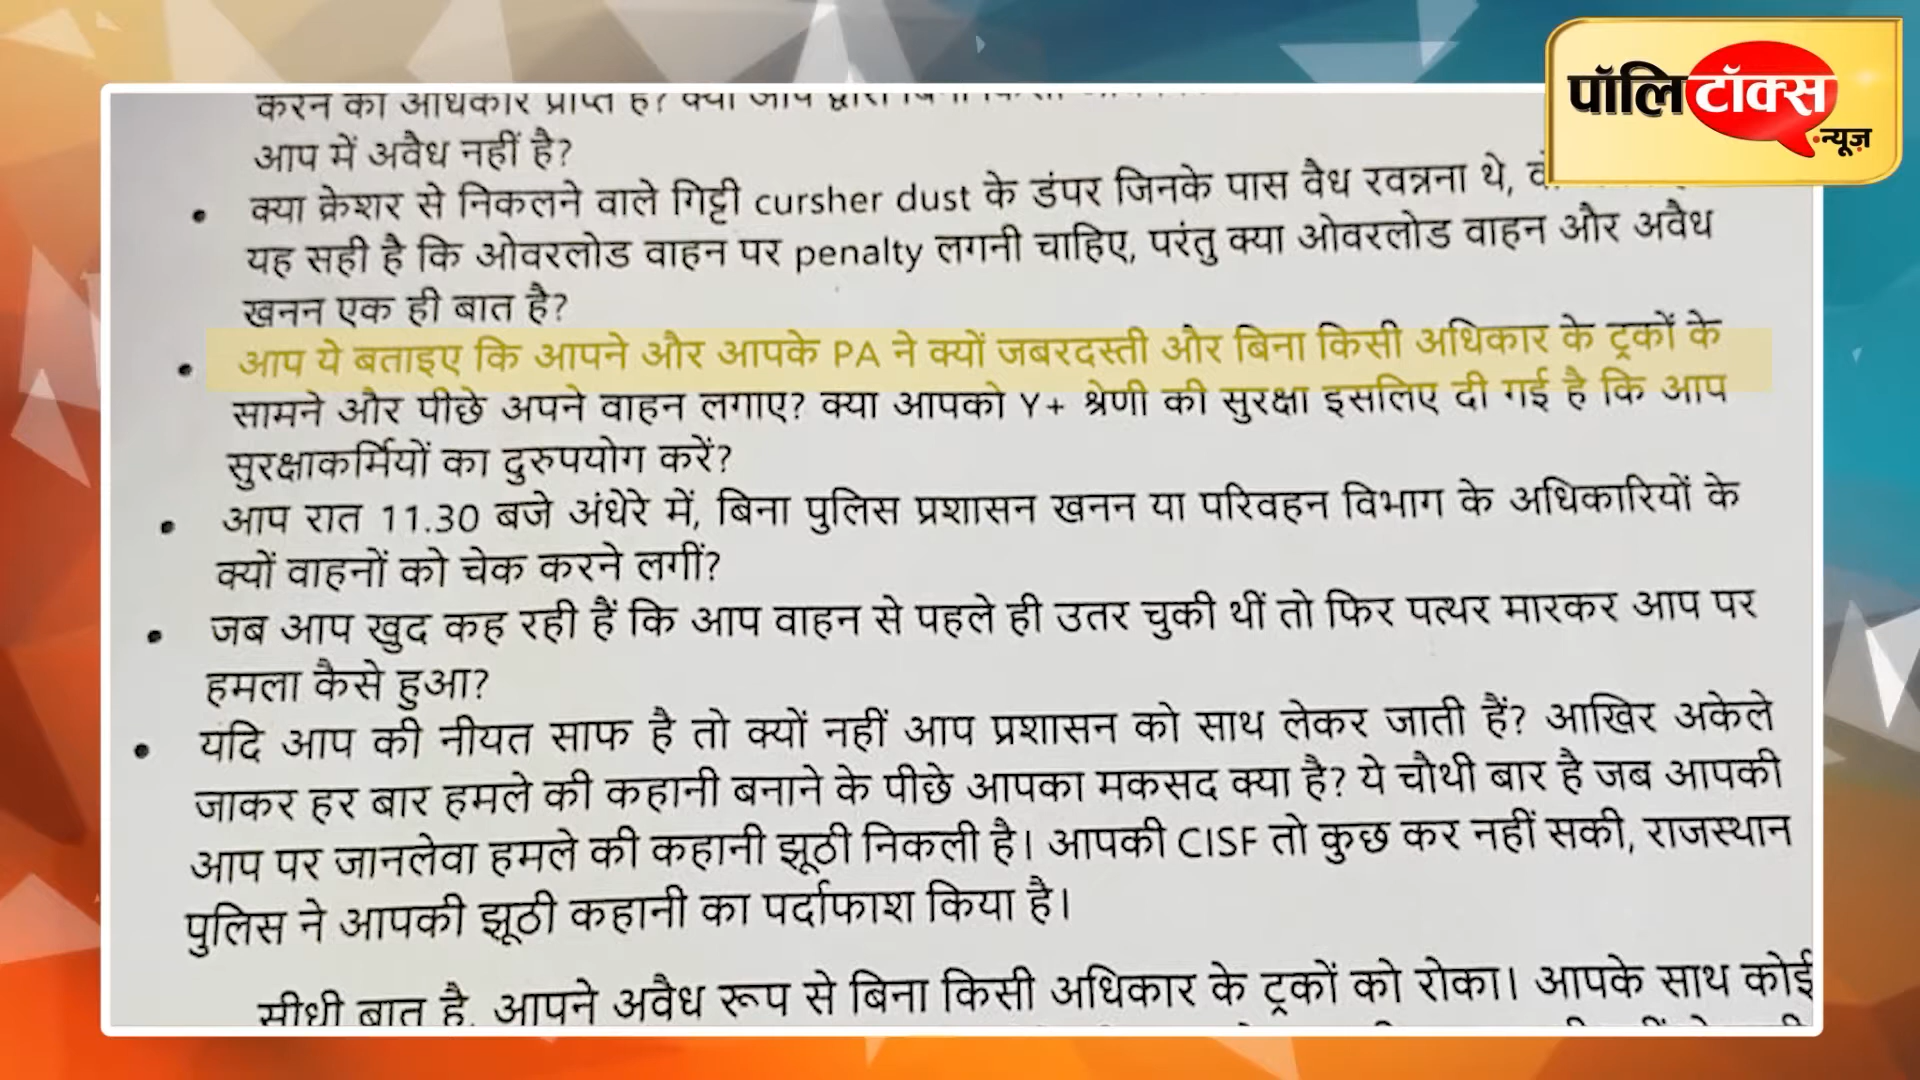 पॉलिटॉक्स
न्यूज़
करने का अधिकार प्राप्त है? क्या आप द्वारा बिना
आप में अवैध नहीं है?
• क्या क्रेशर से निकलने वाले गिट्टी cursher dust के डंपर जिनके पास वैध रवन्नना थे,
यह सही है कि ओवरलोड वाहन पर penalty लगनी चाहिए, परंतु क्या ओवरलोड वाहन और अवैध
खनन एक ही बात है?
• आप ये बताइए कि आपने और आपके PA ने क्यों जबरदस्ती और बिना किसी अधिकार के ट्रकों के
सामने और पीछे अपने वाहन लगाए? क्या आपको Y+ श्रेणी की सुरक्षा इसलिए दी गई है कि आप
सुरक्षाकर्मियों का दुरुपयोग करें?
• आप रात 11.30 बजे अंधेरे में, बिना पुलिस प्रशासन खनन या परिवहन विभाग के अधिकारियों के
क्यों वाहनों को चेक करने लगीं?
• जब आप खुद कह रही हैं कि आप वाहन से पहले ही उतर चुकी थीं तो फिर पत्थर मारकर आप पर
हमला कैसे हुआ?
• यदि आप की नीयत साफ है तो क्यों नहीं आप प्रशासन को साथ लेकर जाती हैं? आखिर अकेले
जाकर हर बार हमले की कहानी बनाने के पीछे आपका मकसद क्या है? ये चौथी बार है जब आपकी
आप पर जानलेवा हमले की कहानी झूठी निकली है। आपकी CISF तो कुछ कर नहीं सकी, राजस्थान
पुलिस ने आपकी झूठी कहानी का पर्दाफाश किया है।
सीधी बात है, आपने अवैध रूप से बिना किसी अधिकार के ट्रकों को रोका। आपके साथ कोई